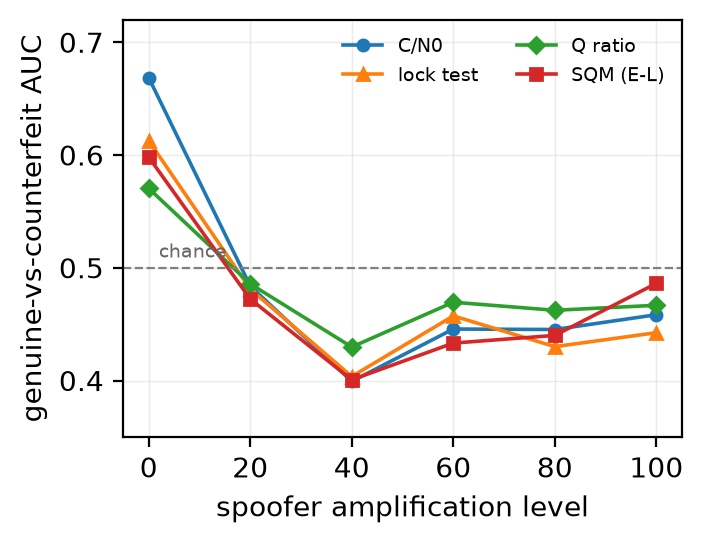 genuine-vs-counterfeit AUC
0.7
0.6
0.5
0.4
C/N0
lock test
Q ratio
SQM (E-L)
chance
0 20 40 60 80 100
spoofer amplification level